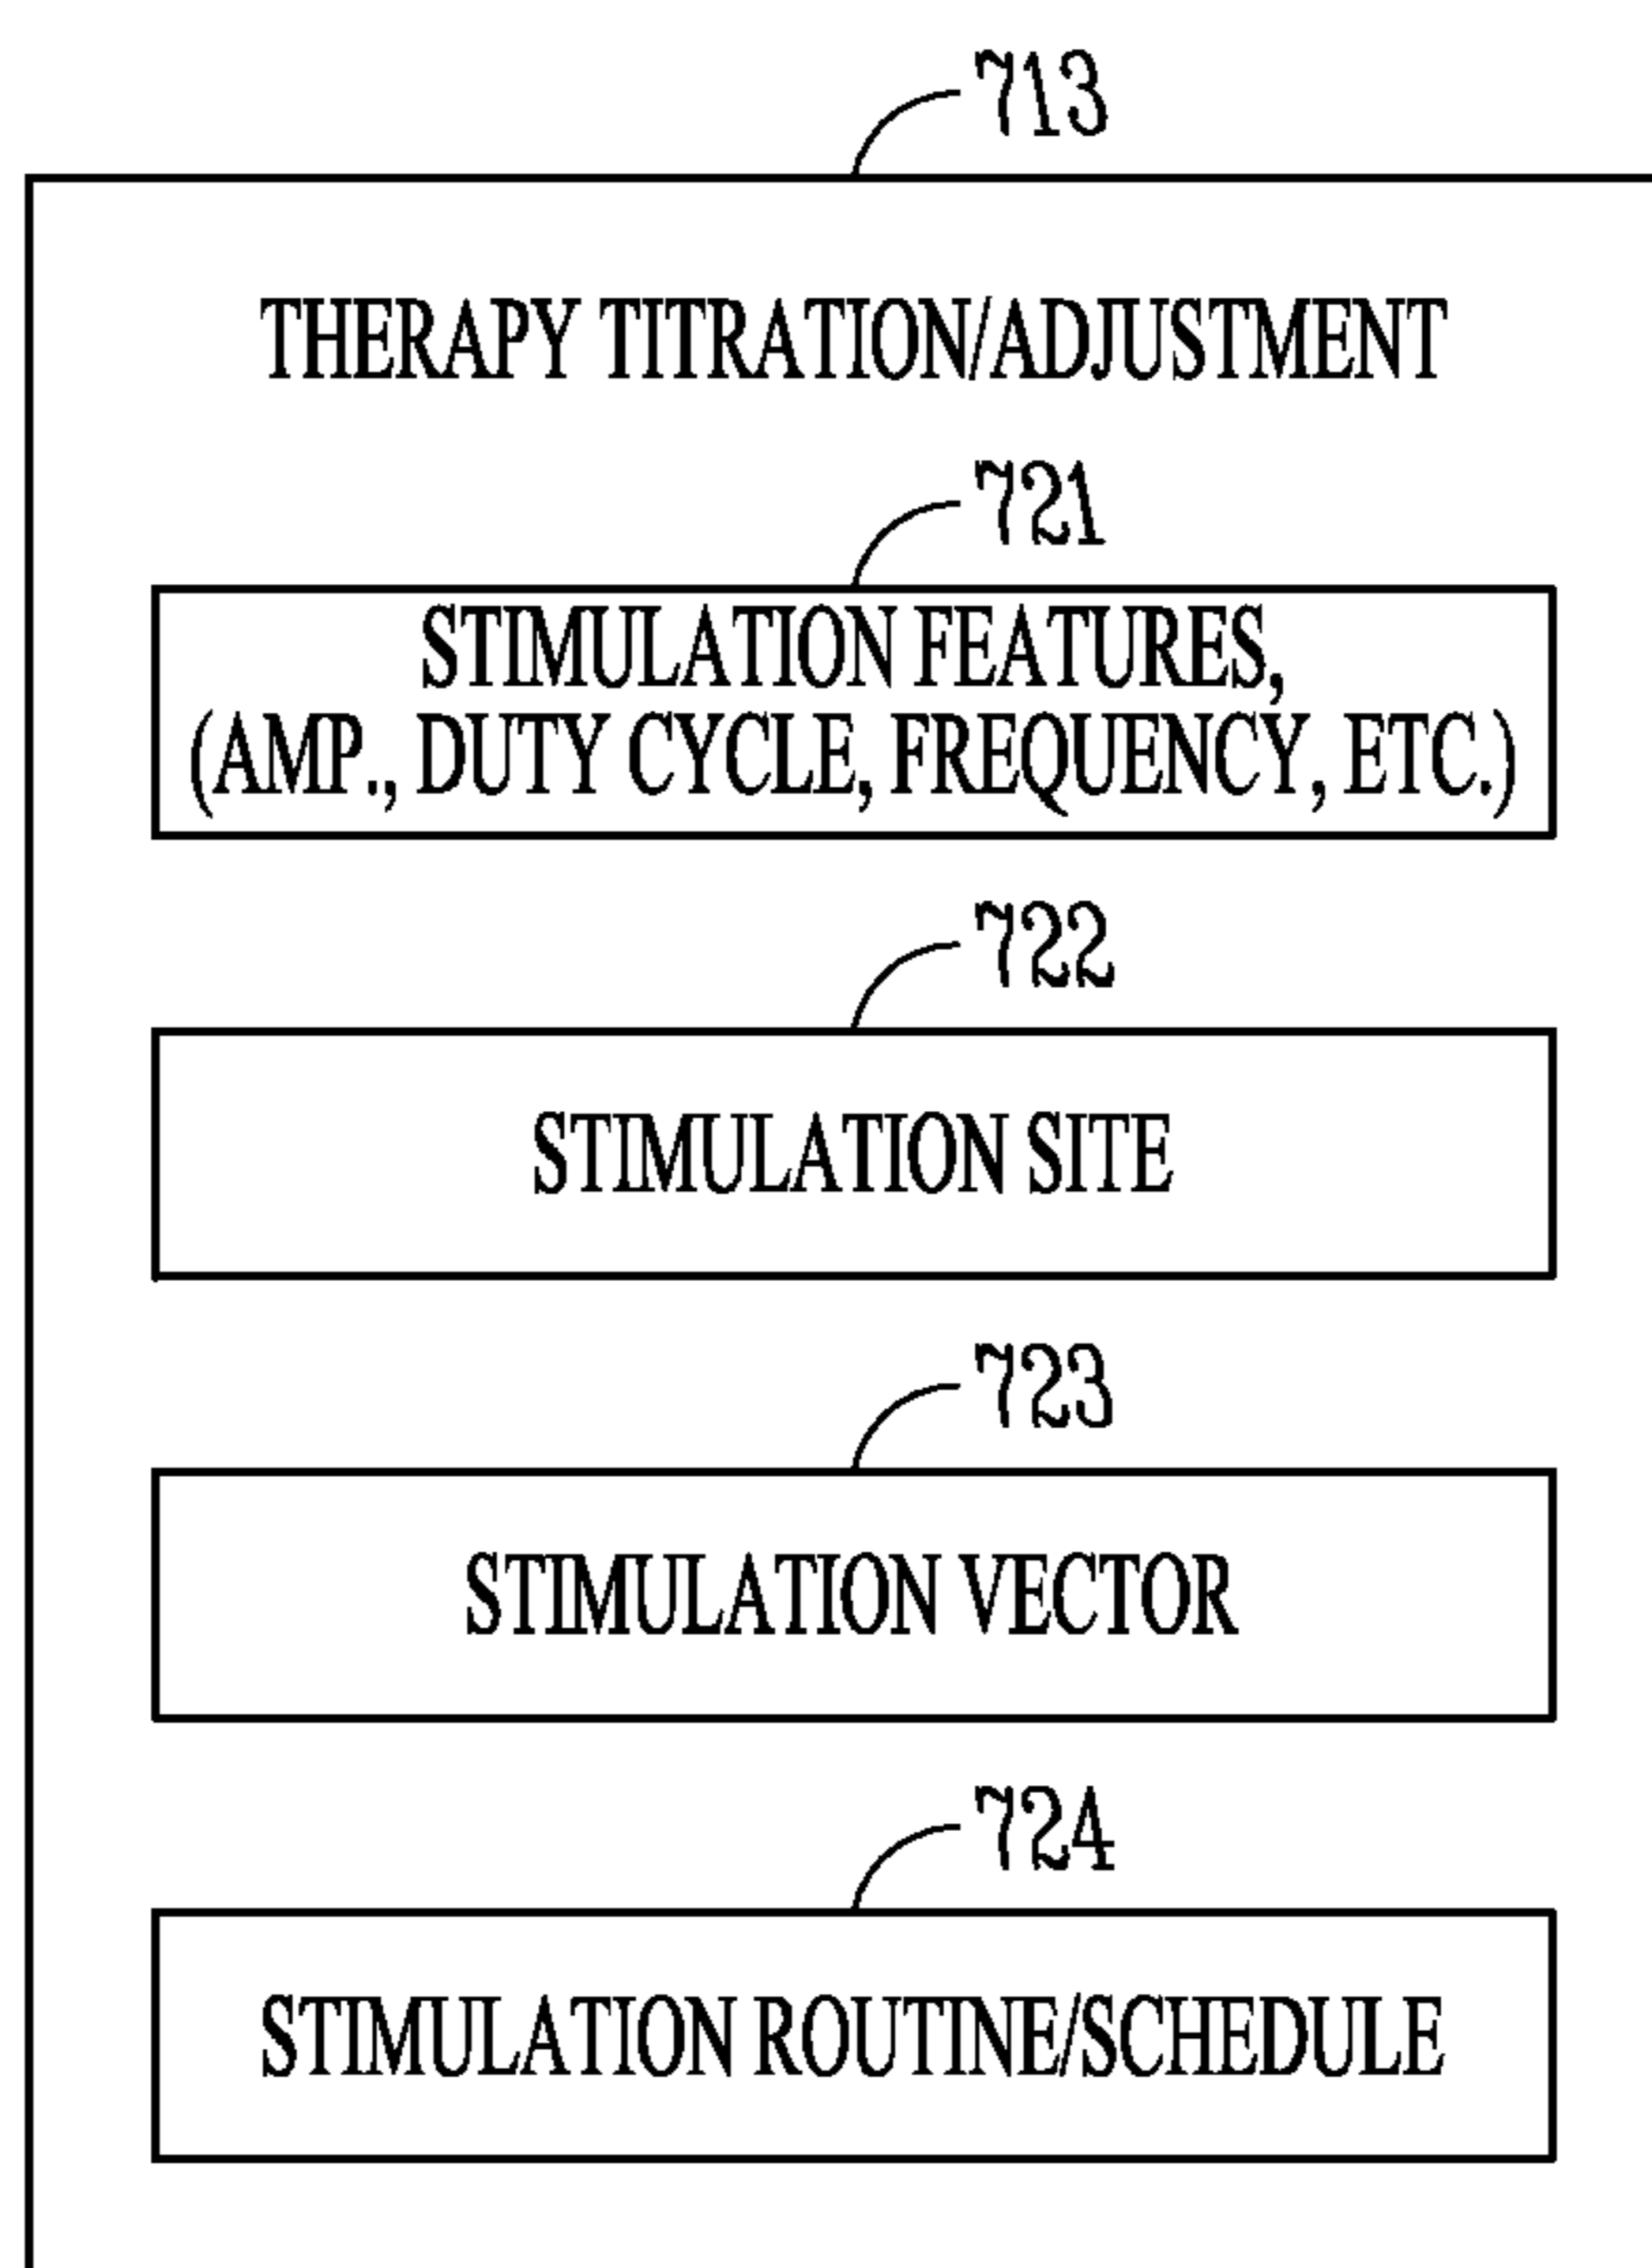 713
THERAPY TITRATION/ADJUSTMENT
721
STIMULATION FEATURES,
(AMP., DUTY CYCLE, FREQUENCY, ETC.)
722
STIMULATION SITE
723
STIMULATION VECTOR
724
STIMULATION ROUTINE/SCHEDULE